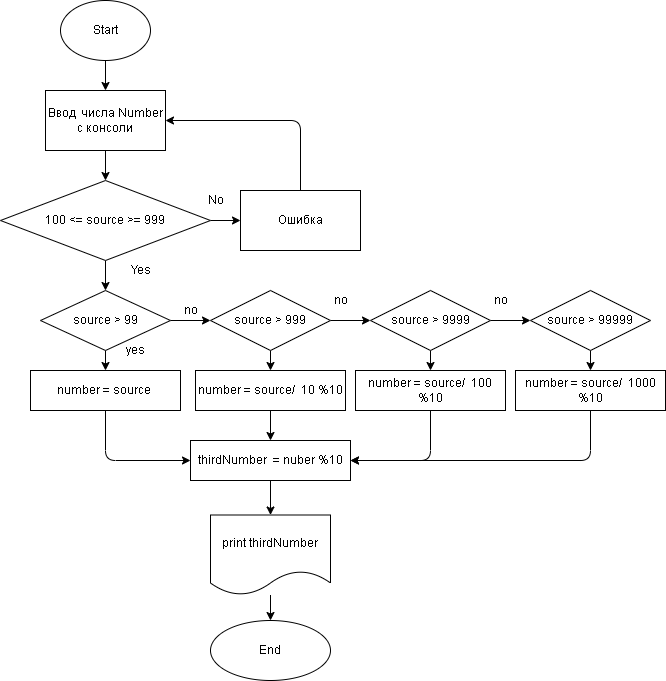 Start
Ввод числа Number
с консоли
No
100 <= source >= 999
Ошибка
Yes
no
no
no
source > 99
source > 999
source > 9999
source > 99999
yes
number = source
number = source/ 10 %10
number = source/ 100
%10
number = source/ 1000
%10
thirdNumber = nuber %10
print thirdNumber
End